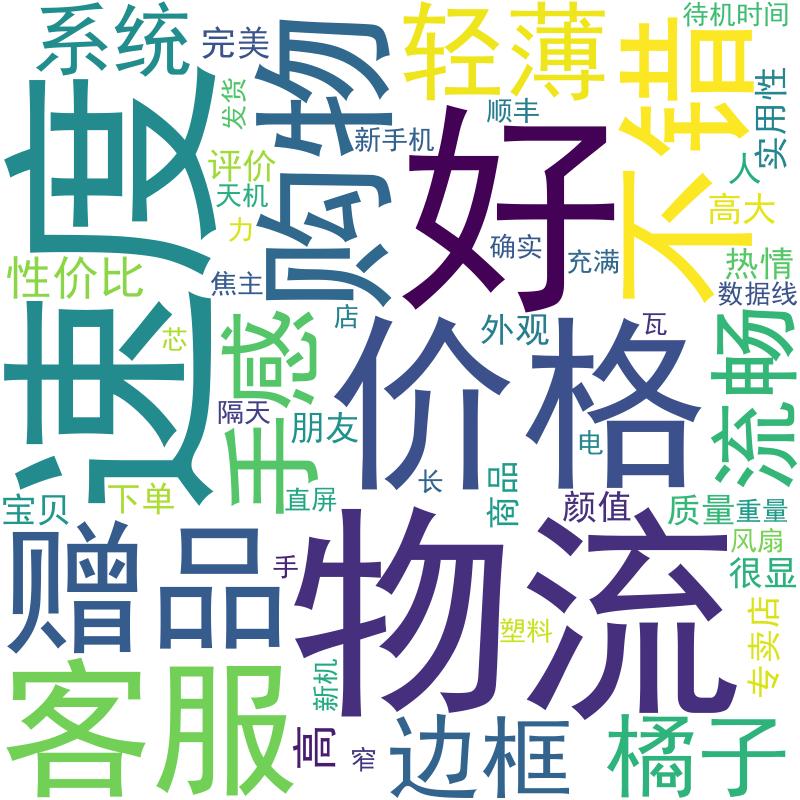 系统
完美
购物
轻薄
待机时间
不错
速度
发货
新手机
顺丰
好
实用性
评价
天机
力
人
高大
确实
充满
热情
性价比
焦主
数据线
店
外观
瓦
芯
手感
价格
流畅
隔天
朋友
电
长
宝贝
下单
直屏
商品
颜值
质量
重量
赠品
物流
风扇
很显
手
塑料
专卖店
客服
新机
高
窄
边框
橘子